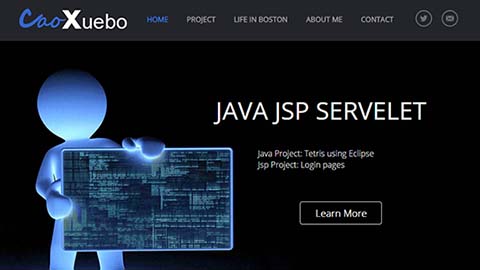 CaoXuebo HOME PROJECT LIFE IN BOSTON ABOUT ME CONTACT
JAVA JSP SERVELET
Java Project: Tetris using Eclipse
Jsp Project: Login pages
Learn More